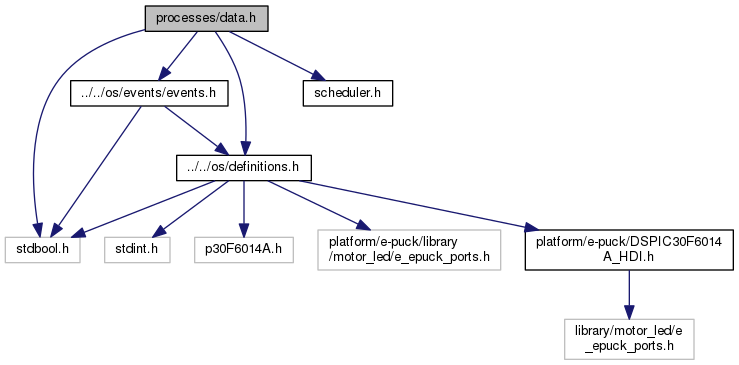 processes/data.h
../../os/events/events.h
scheduler.h
../../os/definitions.h
stdbool.h
stdint.h
p30F6014A.h
platform/e-puck/library
/motor_led/e_epuck_ports.h
platform/e-puck/DSPIC30F6014
A_HDI.h
library/motor_led/e
_epuck_ports.h